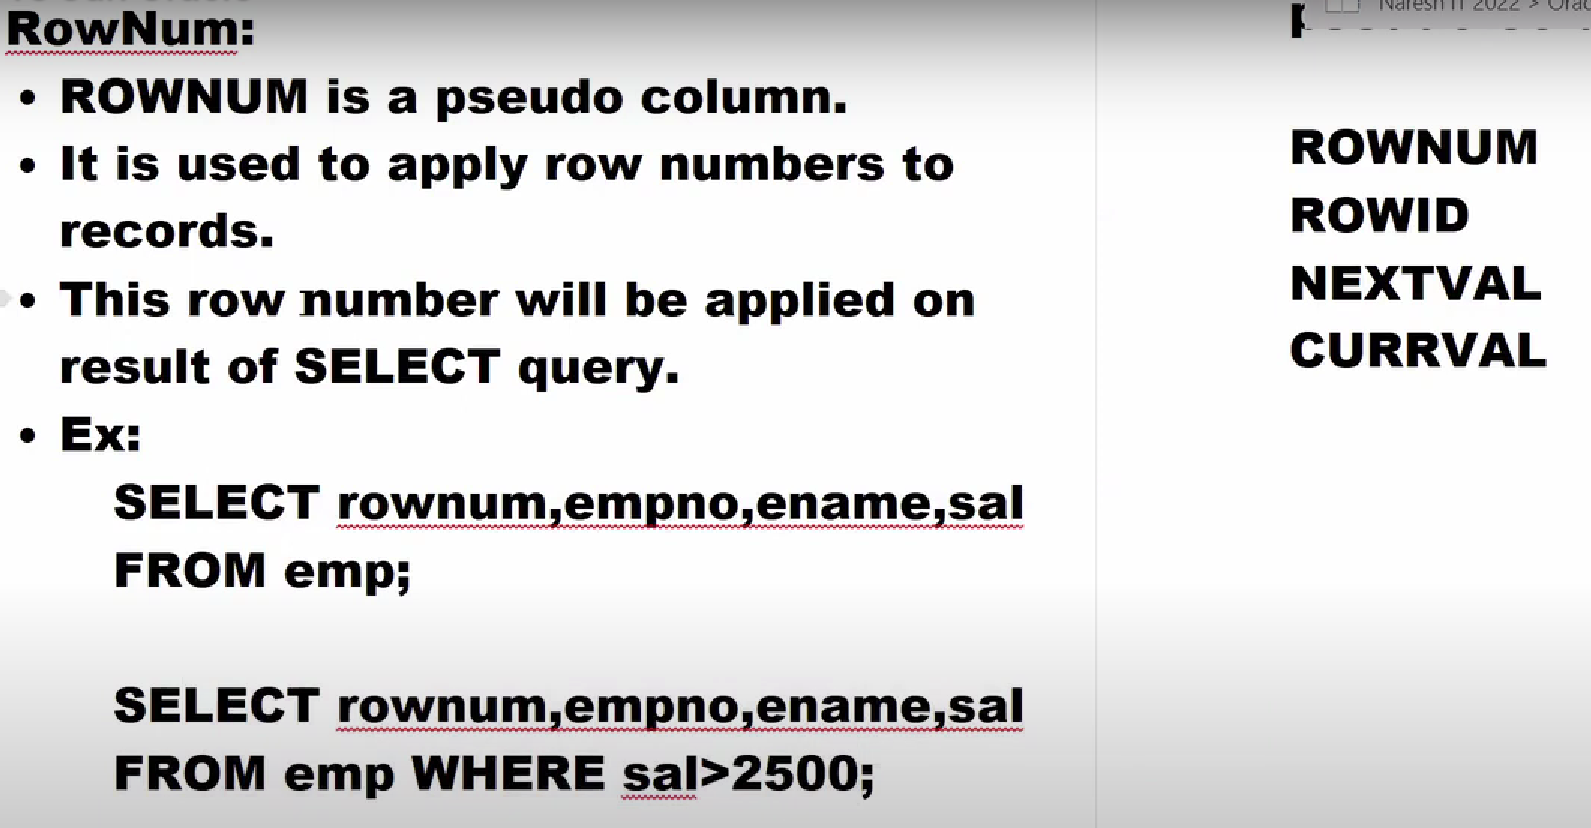 RowNum:
• ROWNUM is a pseudo column.
• It is used to apply row numbers to
records.
• This row number will be applied on
result of SELECT query.
• Ex:
SELECT rownum,empno,ename,sal
FROM emp;
SELECT rownum,empno,ename,sal
FROM emp WHERE sal>2500;
Naresh IT 2022 >
ROWNUM
ROWID
NEXTVAL
CURRVAL